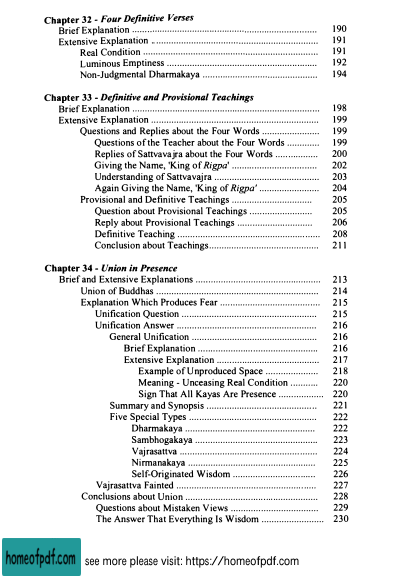 Chapter 32 - Four Definitive Verses
Brief Explanation ........................................................... 190
Extensive Explanation ..................................................... 191
Real Condition ........................................................... 191
Luminous Emptiness .................................................. 192
Non-Judgmental Dharmakaya ..................................... 194
Chapter 33 - Definitive and Provisional Teachings
Brief Explanation ........................................................... 198
Extensive Explanation ..................................................... 199
Questions and Replies about the Four Words .................... 199
Questions of the Teacher about the Four Words ........... 199
Replies of Sattvavajra about the Four Words ............... 200
Giving the Name, 'King of Rigpa' ............................. 202
Understanding of Sattvavajra .................................... 203
Again Giving the Name, 'King of Rigpa' .................... 204
Provisional and Definitive Teachings ............................. 205
Question about Provisional Teachings ...................... 205
Reply about Provisional Teachings ........................... 206
Definitive Teaching ................................................. 208
Conclusion about Teachings...................................... 211
Chapter 34 - Union in Presence
Brief and Extensive Explanations ........................................ 213
Union of Buddhas ....................................................... 214
Explanation Which Produces Fear ................................ 215
Unification Question ................................................ 215
Unification Answer .................................................. 216
General Unification ............................................... 216
Brief Explanation ............................................... 216
Extensive Explanation ......................................... 217
Example of Unproduced Space .................... 218
Meaning - Unceasing Real Condition ........... 220
Sign That All Kayas Are Presence .................. 220
Summary and Synopsis ...................................... 221
Five Special Types ............................................ 222
Dharmakaya ................................................ 222
Sambhogakaya ............................................. 223
Vajrasattva ................................................... 224
Nirmanakaya ................................................ 225
Self-Originated Wisdom ................................ 226
Vajrasattva Fainted ................................................ 227
Conclusions about Union ............................................. 228
Questions about Mistaken Views ............................. 229
The Answer That Everything Is Wisdom ..................... 230
homeofpdf.com see more please visit: https://homeofpdf.com